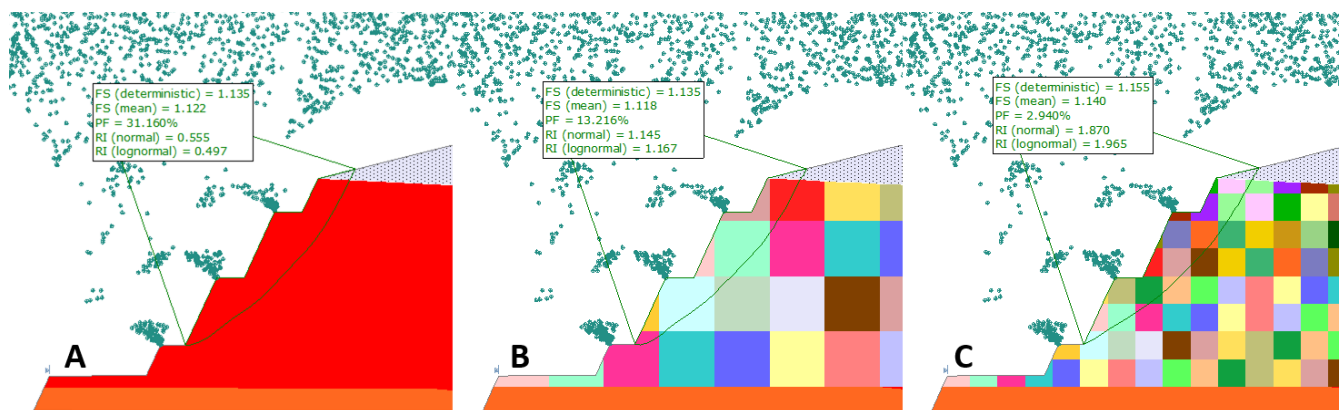 FS (deterministic) = 1.135
FS (mean) = 1.122
PF = 31.160%
RI (normal) = 0.555
RI (lognormal) = 0.497
A
FS (deterministic) = 1.135
FS (mean) = 1.118
PF = 13.216%
RI (normal) = 1.145
RI (lognormal) = 1.167
B
FS (deterministic) = 1.155
FS (mean) = 1.140
PF = 2.940%
RI (normal) = 1.870
RI (lognormal) = 1.965
C